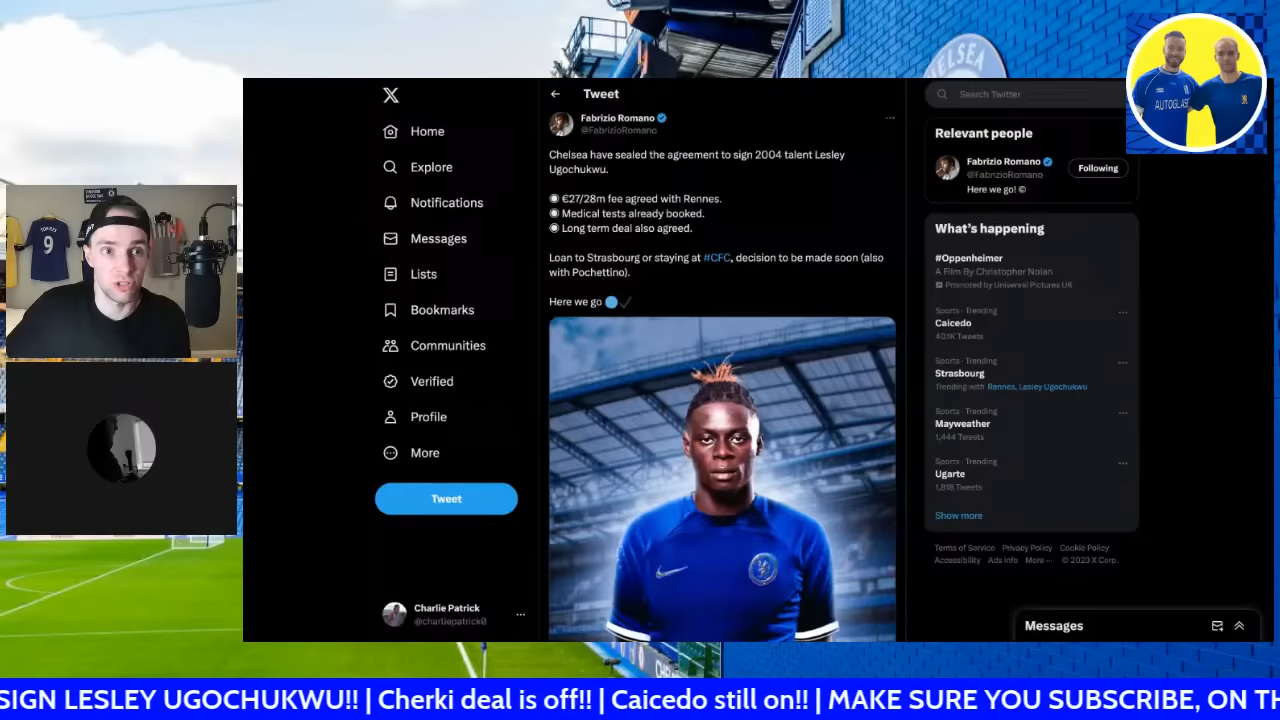 CHELSEA
AUTOGLASS
9
Tweet
Search Twitter
Home
Explore
Notifications
Messages
Lists
Bookmarks
Communities
Verified
Profile
More
Tweet
Charlie Patrick
@charliepatrick0
Fabrizio Romano
@FabrizioRomano
Chelsea have sealed the agreement to sign 2004 talent Lesley
Ugochukwu.
€27/28m fee agreed with Rennes.
Medical tests already booked.
Long term deal also agreed.
Loan to Strasbourg or staying at #CFC, decision to be made soon (also
with Pochettino).
Here we go
Relevant people
Fabrizio Romano
@FabrizioRomano
Following
Here we go! ©
What's happening
#Oppenheimer
A Film By Christopher Nolan
Promoted by Universal Pictures UK
Sports · Trending
Caicedo
40.1K Tweets
Sports · Trending
Strasbourg
Trending with Rennes, Lesley Ugochukwu
Sports · Trending
Mayweather
1,444 Tweets
Sports · Trending
Ugarte
1,818 Tweets
Show more
Terms of Service Privacy Policy Cookie Policy
Accessibility Ads info More ··· © 2023 X Corp.
Messages
SIGN LESLEY UGOCHUKWU!! | Cherki deal is off!! | Caicedo still on!! | MAKE SURE YOU SUBSCRIBE, ON TH